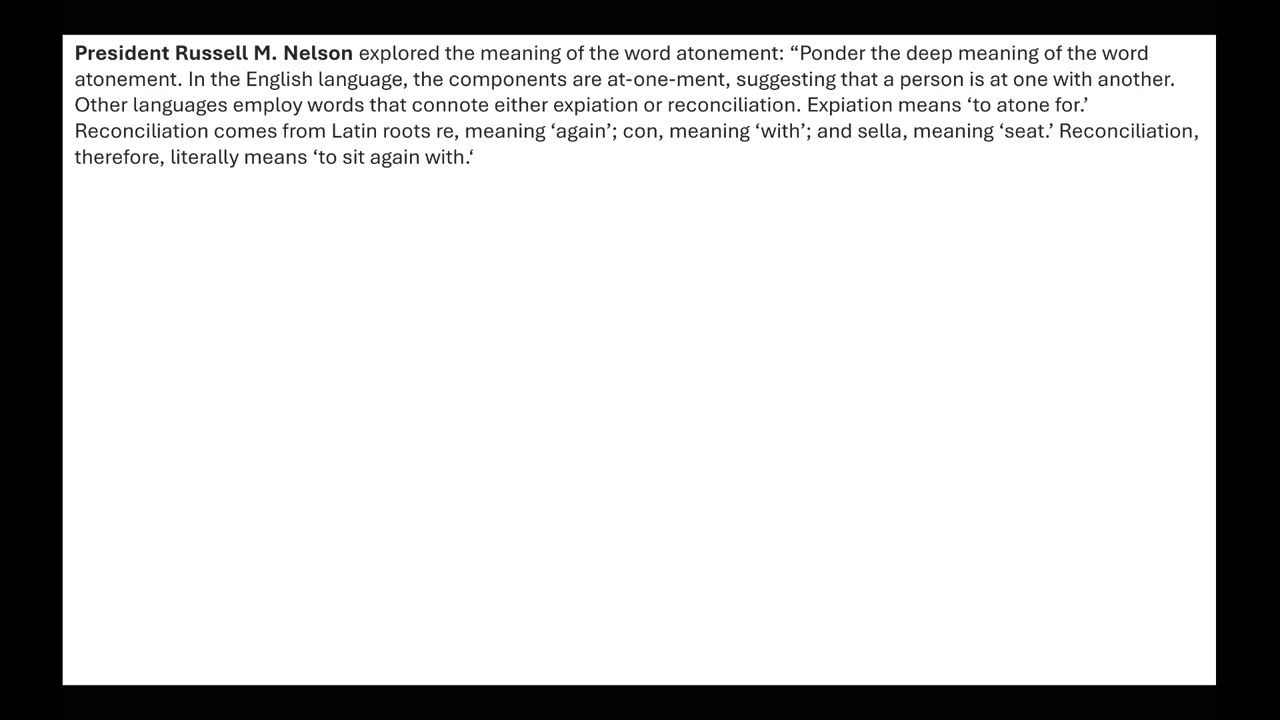 President Russell M. Nelson explored the meaning of the word atonement: “Ponder the deep meaning of the word
atonement. In the English language, the components are at-one-ment, suggesting that a person is at one with another.
Other languages employ words that connote either expiation or reconciliation. Expiation means ‘to atone for.’
Reconciliation comes from Latin roots re, meaning ‘again’; con, meaning ‘with’; and sella, meaning ‘seat.’ Reconciliation,
therefore, literally means ‘to sit again with.‘